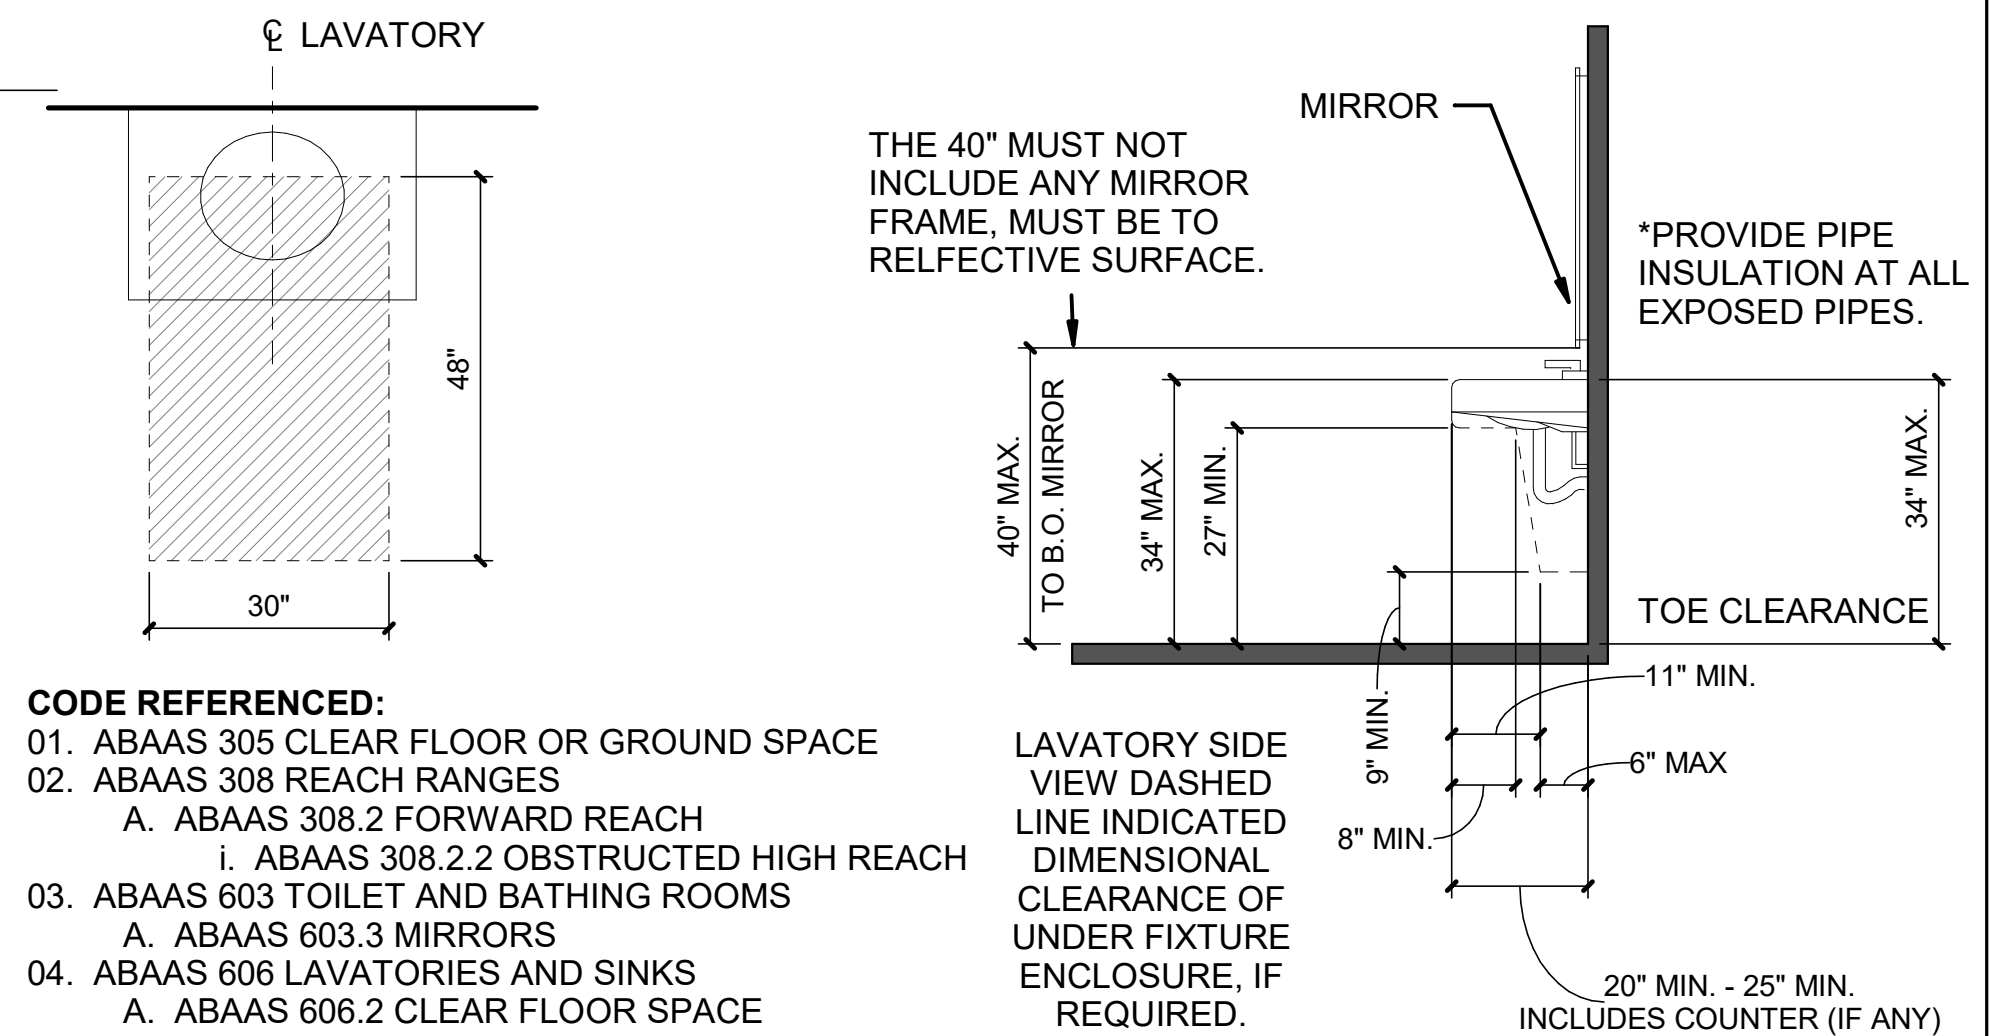 ℄ LAVATORY
48"
30"
CODE REFERENCED:
01. ABAAS 305 CLEAR FLOOR OR GROUND SPACE
02. ABAAS 308 REACH RANGES
A. ABAAS 308.2 FORWARD REACH
i. ABAAS 308.2.2 OBSTRUCTED HIGH REACH
03. ABAAS 603 TOILET AND BATHING ROOMS
A. ABAAS 603.3 MIRRORS
04. ABAAS 606 LAVATORIES AND SINKS
A. ABAAS 606.2 CLEAR FLOOR SPACE
THE 40" MUST NOT
INCLUDE ANY MIRROR
FRAME, MUST BE TO
RELFECTIVE SURFACE.
MIRROR
*PROVIDE PIPE
INSULATION AT ALL
EXPOSED PIPES.
40" MAX.
TO B.O. MIRROR
34" MAX.
27" MIN.
9" MIN.
34" MAX.
TOE CLEARANCE
11" MIN.
6" MAX
8" MIN.
20" MIN. - 25" MIN.
INCLUDES COUNTER (IF ANY)
LAVATORY SIDE
VIEW DASHED
LINE INDICATED
DIMENSIONAL
CLEARANCE OF
UNDER FIXTURE
ENCLOSURE, IF
REQUIRED.